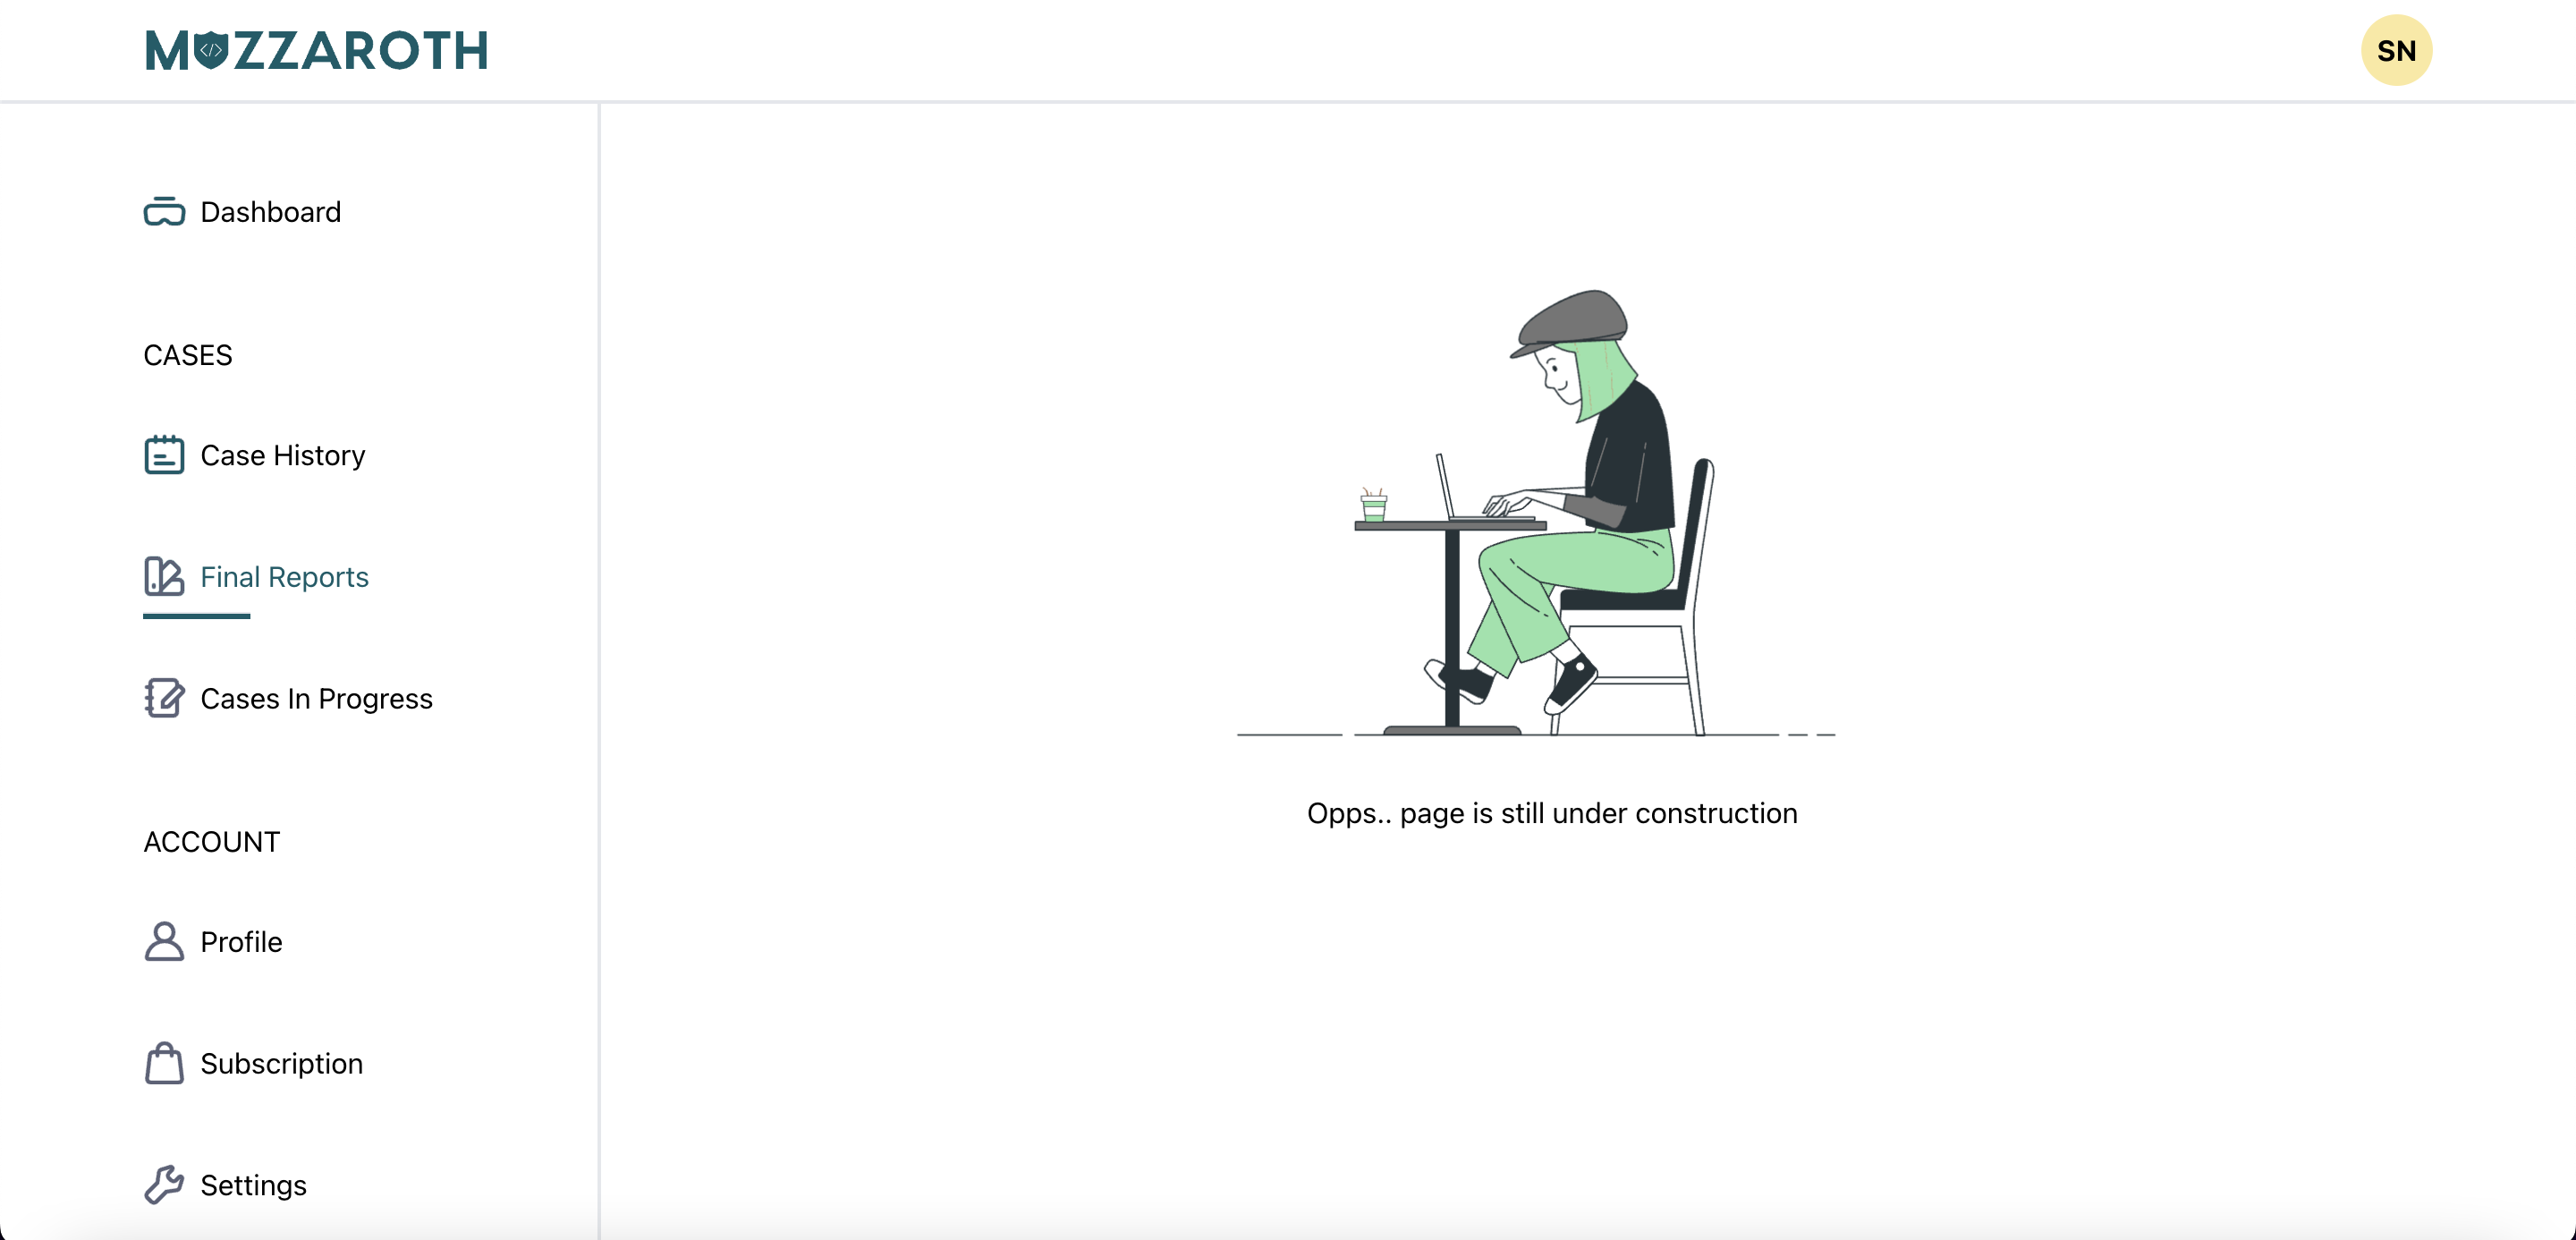 MOZZAROTH
SN
Dashboard
CASES
Case History
Final Reports
Cases In Progress
ACCOUNT
Profile
Subscription
Settings
Opps.. page is still under construction